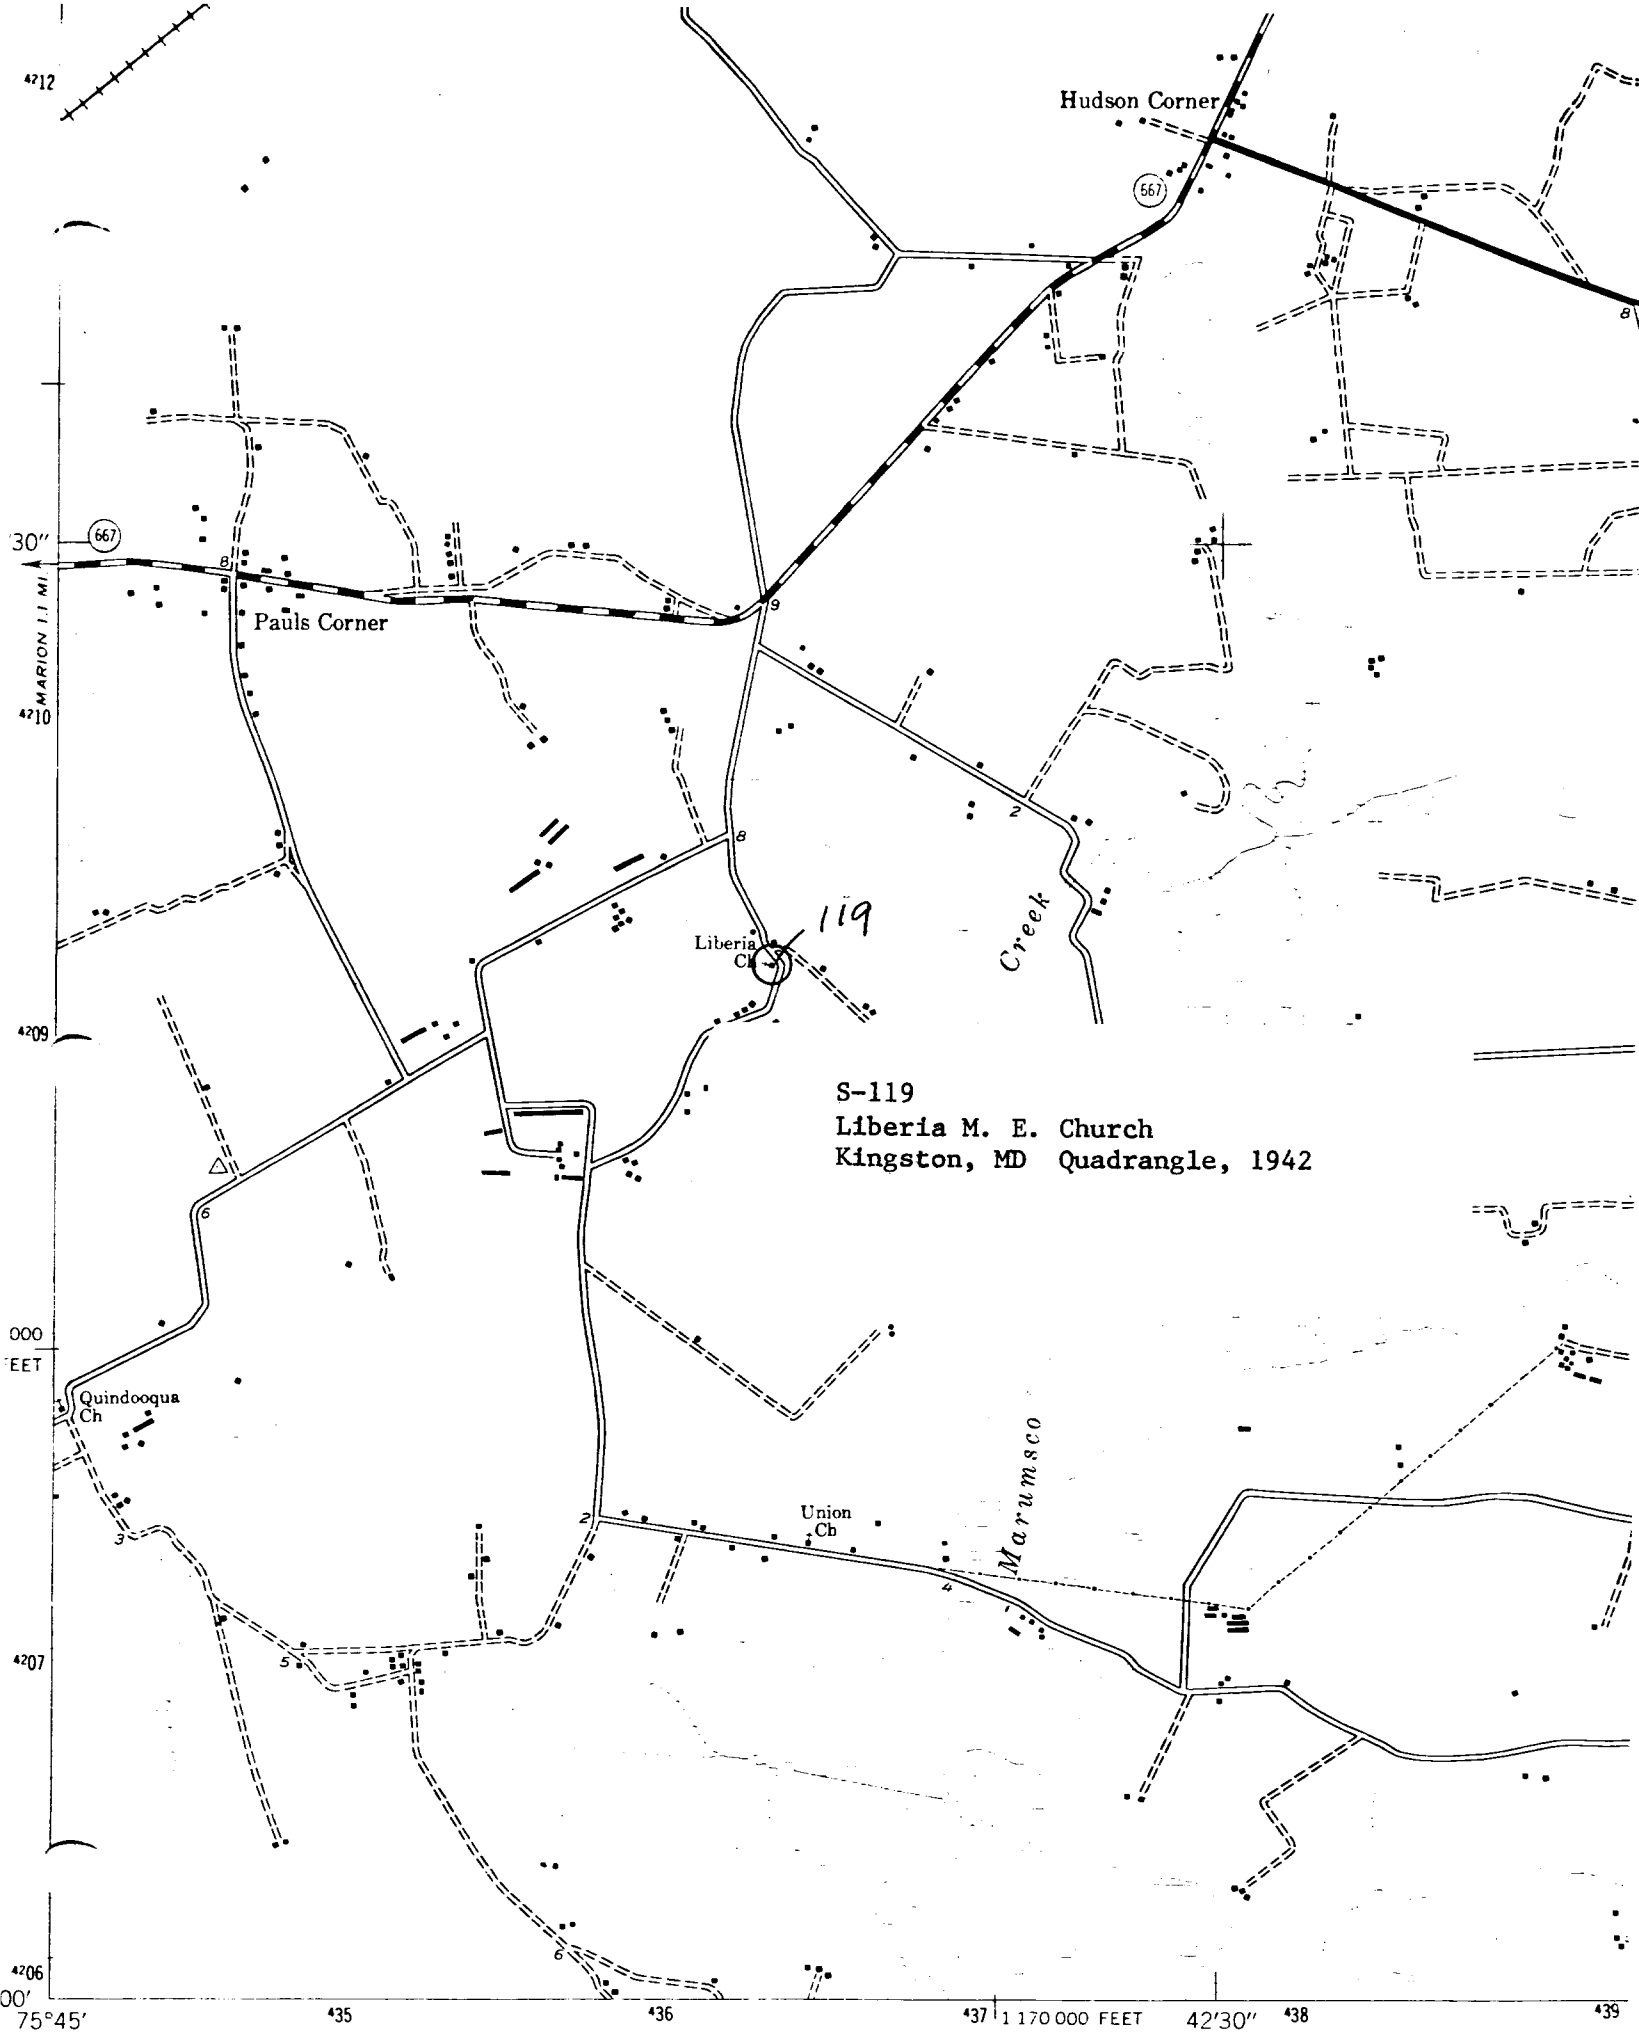 4212
Hudson Corner
667
8
'30"
667
8
MARION 1.1 MI.
Pauls Corner
9
4210
2
8
119
Liberia
Ch
Creek
4209
S-119
Liberia M. E. Church
Kingston, MD Quadrangle, 1942
6
000
FEET
Quindooqua
Ch
Marumsco
3
2
Union
Ch
4
4207
5
6
4206
00'
75°45'
435
436
437
1 170 000 FEET
42'30"
438
439